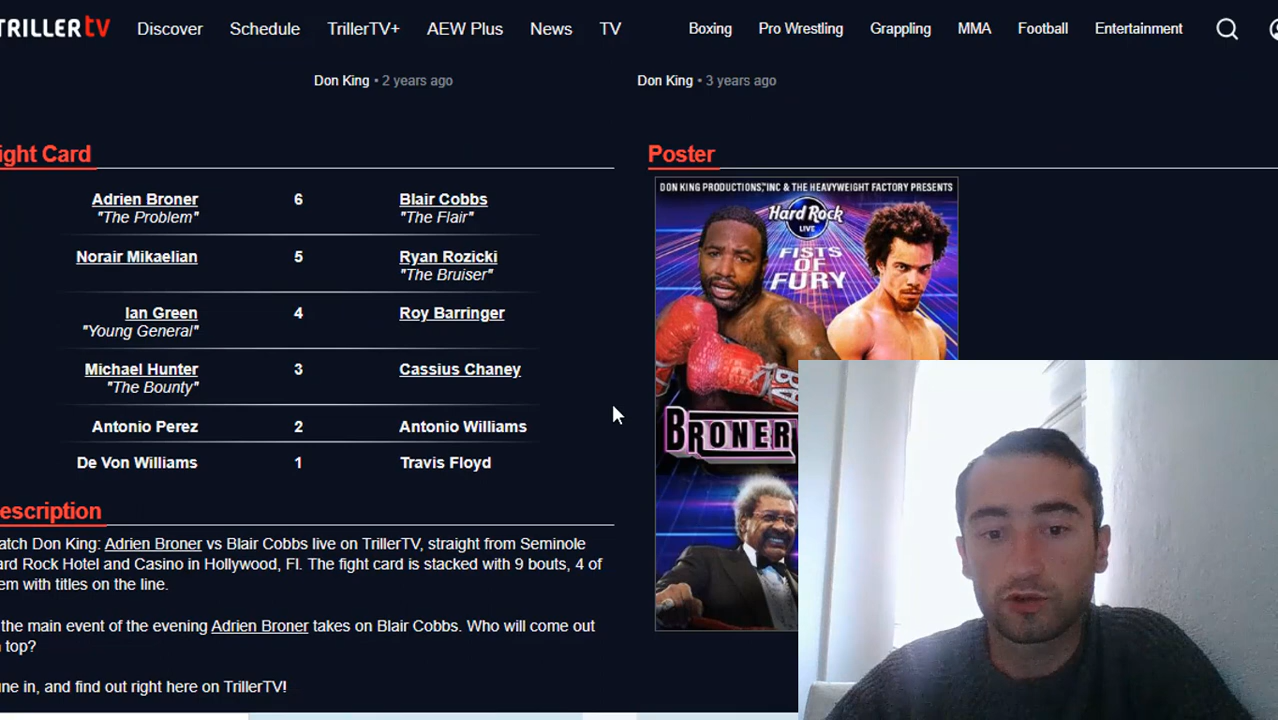 TRILLERTV Discover Schedule TrillerTV+ AEW Plus News TV Boxing Pro Wrestling Grappling MMA Football Entertainment
Don King • 2 years ago Don King • 3 years ago
ight Card
Adrien Broner 6 Blair Cobbs
"The Problem" "The Flair"
Norair Mikaelian 5 Ryan Rozicki
"The Bruiser"
Ian Green 4 Roy Barringer
"Young General"
Michael Hunter 3 Cassius Chaney
"The Bounty"
Antonio Perez 2 Antonio Williams
De Von Williams 1 Travis Floyd
escription
atch Don King: Adrien Broner vs Blair Cobbs live on TrillerTV, straight from Seminole
ard Rock Hotel and Casino in Hollywood, Fl. The fight card is stacked with 9 bouts, 4 of
em with titles on the line.
the main event of the evening Adrien Broner takes on Blair Cobbs. Who will come out
top?
ne in, and find out right here on TrillerTV!
Poster
DON KING PRODUCTIONS, INC & THE HEAVYWEIGHT FACTORY PRESENTS
Hard Rock
LIVE
FISTS
OF
FURY
BRONER